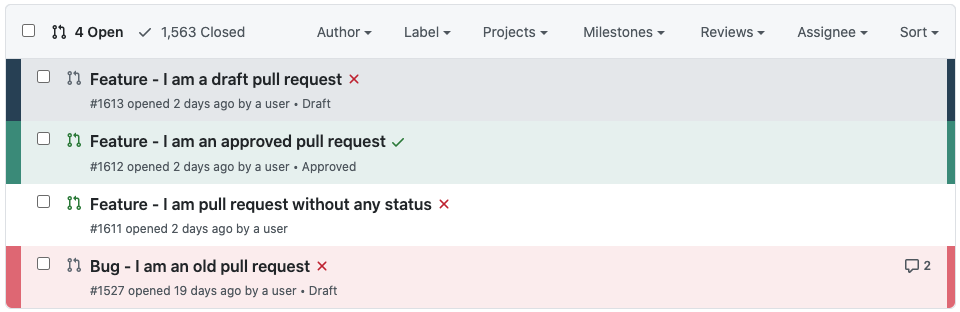 4 Open 1,563 Closed Author Label Projects Milestones Reviews Assignee Sort
Feature - I am a draft pull request
#1613 opened 2 days ago by a user • Draft
Feature - I am an approved pull request
#1612 opened 2 days ago by a user • Approved
Feature - I am pull request without any status
#1611 opened 2 days ago by a user
Bug - I am an old pull request 2
#1527 opened 19 days ago by a user • Draft